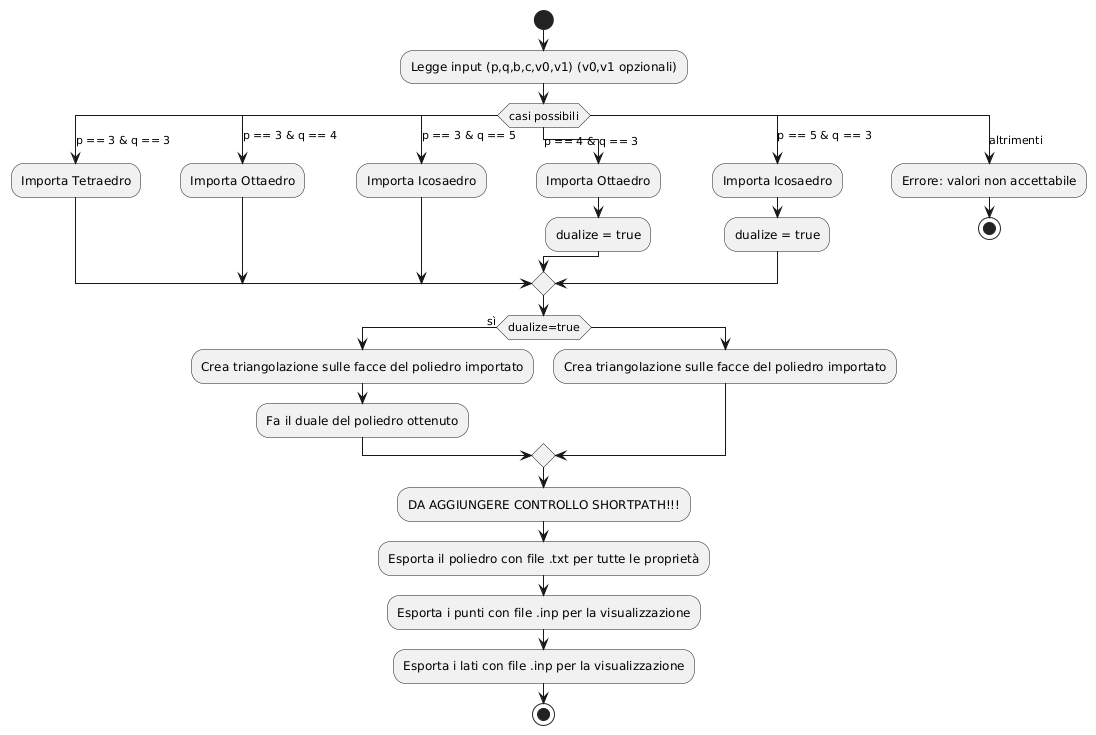 Legge input (p,q,b,c,v0,v1) (v0,v1 opzionali)
casi possibili
p == 3 & q == 3
p == 3 & q == 4
p == 3 & q == 5
p == 4 & q == 3
p == 5 & q == 3
altrimenti
Importa Tetraedro
Importa Ottaedro
Importa Icosaedro
Importa Ottaedro
Importa Icosaedro
Errore: valori non accettabile
dualize = true
dualize = true
sì
dualize=true
Crea triangolazione sulle facce del poliedro importato
Crea triangolazione sulle facce del poliedro importato
Fa il duale del poliedro ottenuto
DA AGGIUNGERE CONTROLLO SHORTPATH!!!
Esporta il poliedro con file .txt per tutte le proprietà
Esporta i punti con file .inp per la visualizzazione
Esporta i lati con file .inp per la visualizzazione